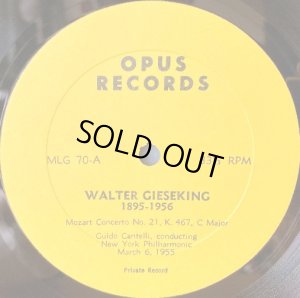 OPUS
RECORDS
MLG 70-A
RPM
SOLD OUT
WALTER GIESEKING
1895-1956
Mozart Concerto No. 21, K. 467, C Major
Guido Cantelli, conducting
New York Philharmonic
March 6, 1955
Private Record